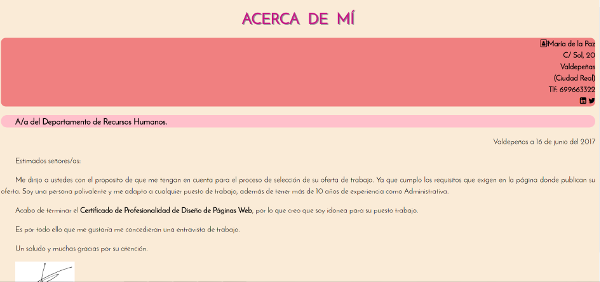 ACERCA DE MÍ
María de la Paz
C/ Sol, 20
Valdepeñas
(Ciudad Real)
Tlf: 699663322
A/a del Departamento de Recursos Humanos.
Valdepeñas a 16 de junio del 2017
Estimados señores/as:
Me dirijo a ustedes con el proposito de que me tengan en cuenta para el proceso de selección de su oferta de trabajo. Ya que cumplo los requisitos que exigen en la página donde publican su
oferta. Soy una persona polivalente y me adapto a cualquier puesto de trabajo, además de tener más de 10 años de experiencia como Administrativa.
Acabo de terminar el Certificado de Profesionalidad de Diseño de Páginas Web, por lo que creo que soy idónea para su puesto trabajo.
Es por todo ello que me gustaría me concedieran una entrevista de trabajo.
Un saludo y muchas gracias por su atención.